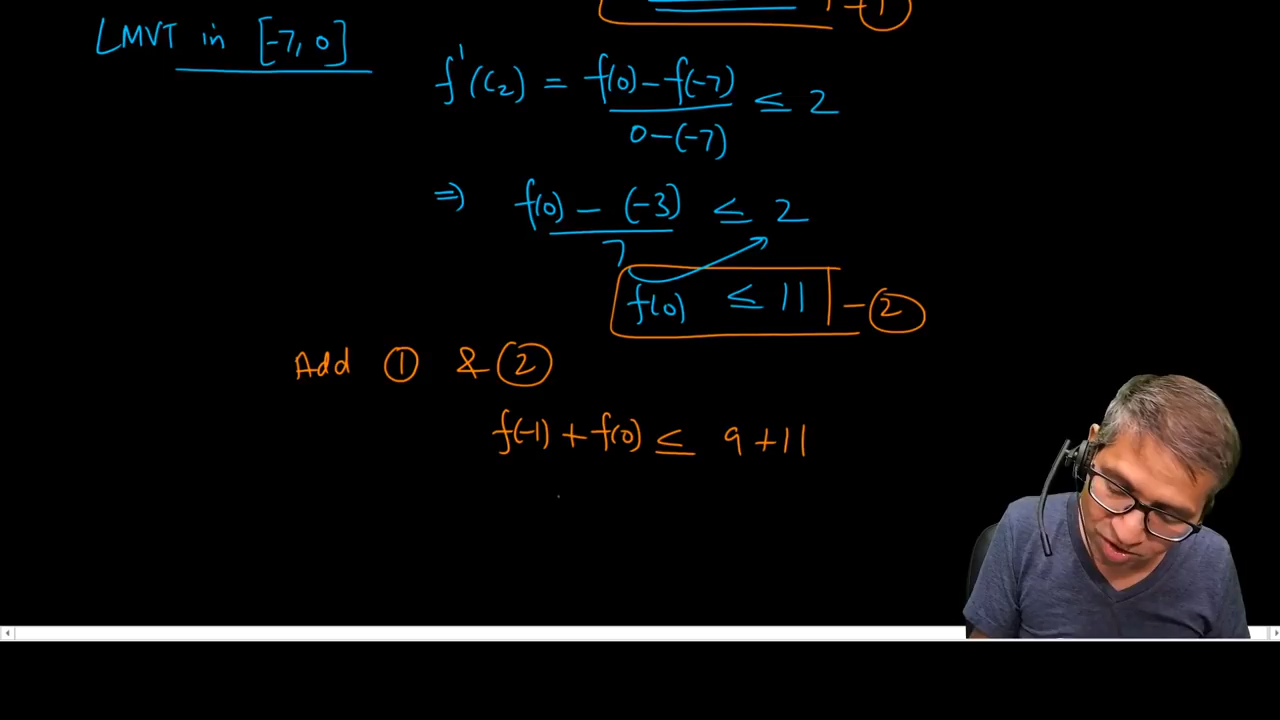 - ①
LMVT in [-7, 0]
f'(c₂) = f(0) - f(-7) / 0 - (-7) ≤ 2
⇒ f(0) - (-3) / 7 ≤ 2
f(0) ≤ 11 - ②
Add ① & ②
f(-1) + f(0) ≤ 9 + 11